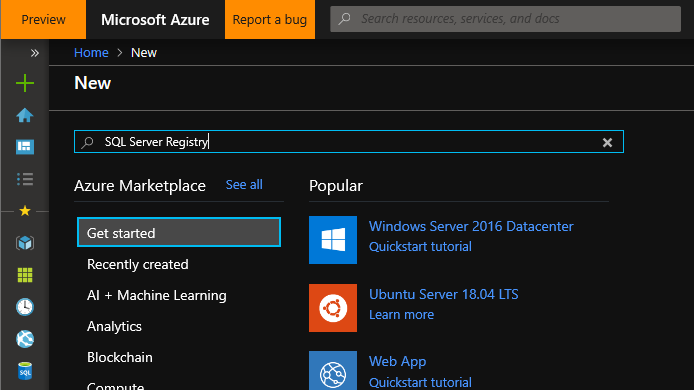 Preview Microsoft Azure Report a bug Search resources, services, and docs
» Home > New
New
SQL Server Registry
Azure Marketplace See all Popular
Get started
Windows Server 2016 Datacenter
Quickstart tutorial
Recently created
AI + Machine Learning
Ubuntu Server 18.04 LTS
Learn more
Analytics
Blockchain
Web App
Quickstart tutorial
Compute
SQL